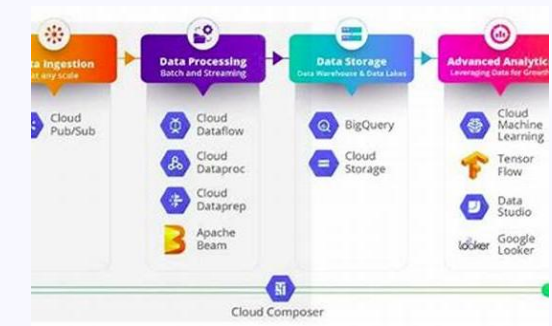 ta Ingestion
at any scale
Cloud
Pub/Sub
Data Processing
Batch and Streaming
Cloud
Dataflow
Cloud
Dataproc
Cloud
Dataprep
Apache
Beam
Data Storage
Data Warehouse & Data Lakes
BigQuery
Cloud
Storage
Advanced Analytic
Leveraging Data for Growth
Cloud
Machine
Learning
Tensor
Flow
Data
Studio
looker
Google
Looker
Cloud Composer